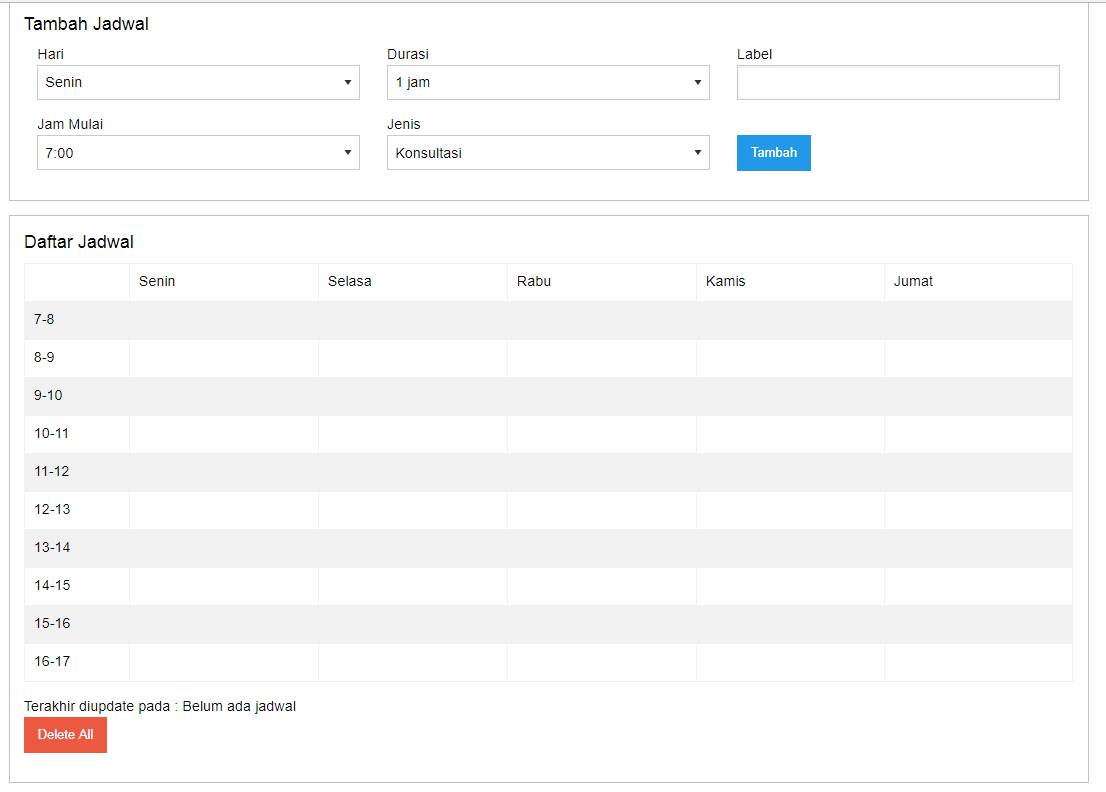 Tambah Jadwal
Hari Durasi Label
Senin 1 jam
Jam Mulai Jenis
7:00 Konsultasi Tambah
Daftar Jadwal
Senin Selasa Rabu Kamis Jumat
7-8
8-9
9-10
10-11
11-12
12-13
13-14
14-15
15-16
16-17
Terakhir diupdate pada : Belum ada jadwal
Delete All